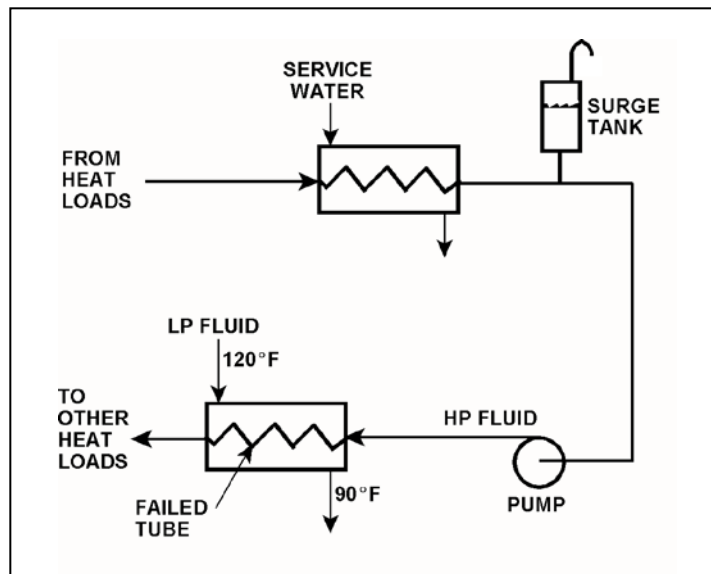 SERVICE
WATER
SURGE
TANK
FROM
HEAT
LOADS
LP FLUID
120°F
TO
OTHER
HEAT
LOADS
HP FLUID
90°F
FAILED
TUBE
PUMP